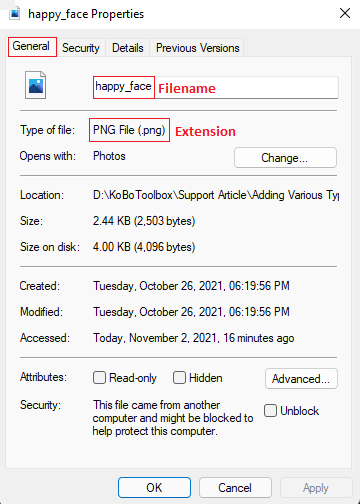 happy_face Properties
General Security Details Previous Versions
happy_face Filename
Type of file: PNG File (.png) Extension
Opens with: Photos Change...
Location: D:\KoBoToolbox\Support Article\Adding Various Typ
Size: 2.44 KB (2,503 bytes)
Size on disk: 4.00 KB (4,096 bytes)
Created: Tuesday, October 26, 2021, 06:19:56 PM
Modified: Tuesday, October 26, 2021, 06:19:56 PM
Accessed: Today, November 2, 2021, 16 minutes ago
Attributes: Read-only Hidden Advanced...
Security: This file came from another
computer and might be blocked to Unblock
help protect this computer.
OK Cancel Apply